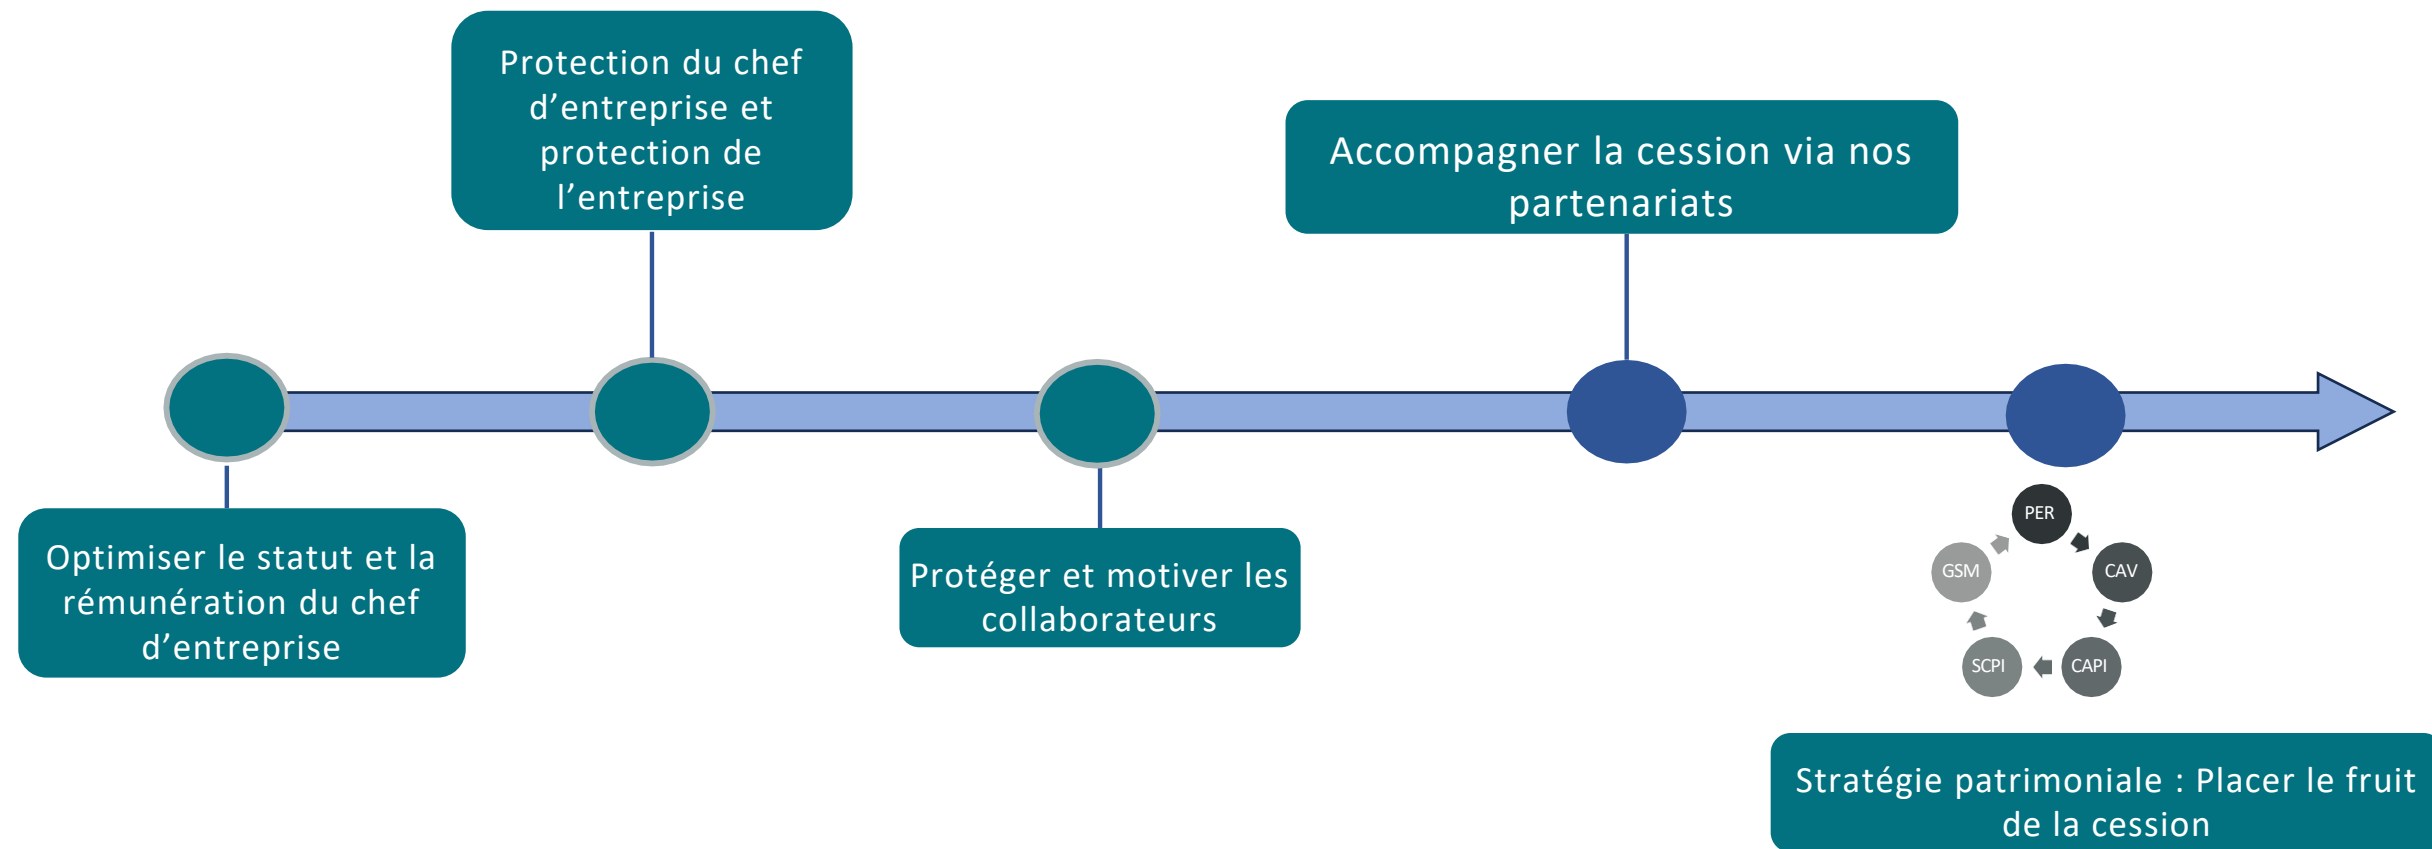 Protection du chef
d’entreprise et
protection de
l’entreprise
Accompagner la cession via nos
partenariats
Optimiser le statut et la
rémunération du chef
d’entreprise
Protéger et motiver les
collaborateurs
PER
CAV
CAPI
SCPI
GSM
Stratégie patrimoniale : Placer le fruit
de la cession